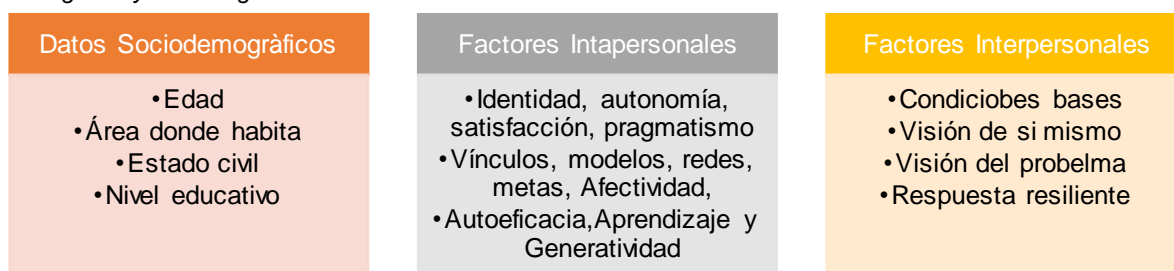 Datos Sociodemogràficos
•Edad
•Área donde habita
•Estado civil
•Nivel educativo
Factores Intapersonales
•Identidad, autonomía,
satisfacción, pragmatismo
•Vínculos, modelos, redes,
metas, Afectividad,
•Autoeficacia,Aprendizaje y
Generatividad
Factores Interpersonales
•Condiciobes bases
•Visión de si mismo
•Visión del probelma
•Respuesta resiliente